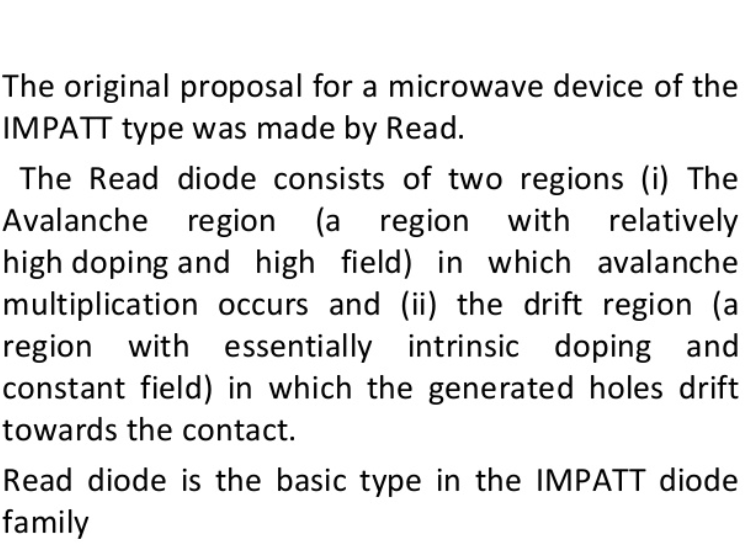 The original proposal for a microwave device of the
IMPATT type was made by Read.
The Read diode consists of two regions (i) The
Avalanche region (a region with relatively
high doping and high field) in which avalanche
multiplication occurs and (ii) the drift region (a
region with essentially intrinsic doping and
constant field) in which the generated holes drift
towards the contact.
Read diode is the basic type in the IMPATT diode
family